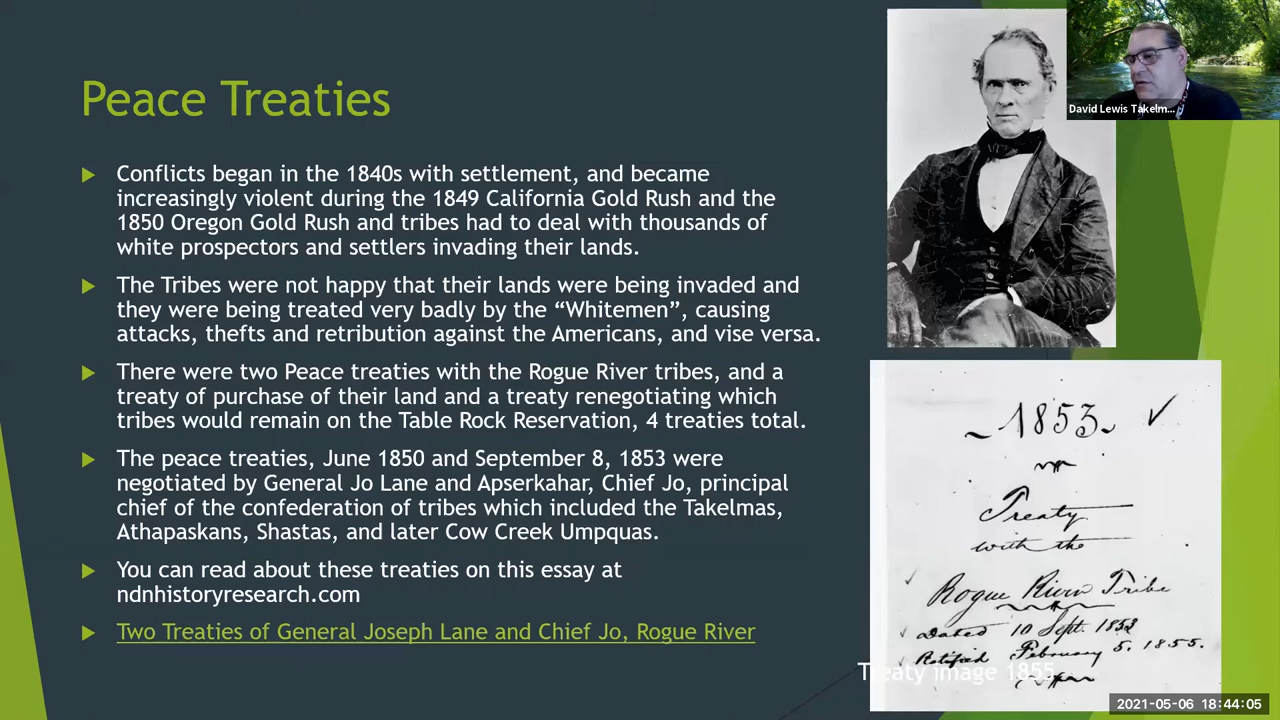 Peace Treaties
Conflicts began in the 1840s with settlement, and became
increasingly violent during the 1849 California Gold Rush and the
1850 Oregon Gold Rush and tribes had to deal with thousands of
white prospectors and settlers invading their lands.
The Tribes were not happy that their lands were being invaded and
they were being treated very badly by the “Whitemen”, causing
attacks, thefts and retribution against the Americans, and vise versa.
There were two Peace treaties with the Rogue River tribes, and a
treaty of purchase of their land and a treaty renegotiating which
tribes would remain on the Table Rock Reservation, 4 treaties total.
The peace treaties, June 1850 and September 8, 1853 were
negotiated by General Jo Lane and Apserkahar, Chief Jo, principal
chief of the confederation of tribes which included the Takelmas,
Athapaskans, Shastas, and later Cow Creek Umpquas.
You can read about these treaties on this essay at
ndnhistoryresearch.com
Two Treaties of General Joseph Lane and Chief Jo, Rogue River
David Lewis Takelm...
1853
Treaty
with the
Rogue River Tribe
Dated 10 Sept. 1853
Ratified February 5. 1855.
Treaty image 1855
2021-05-06 18:44:05